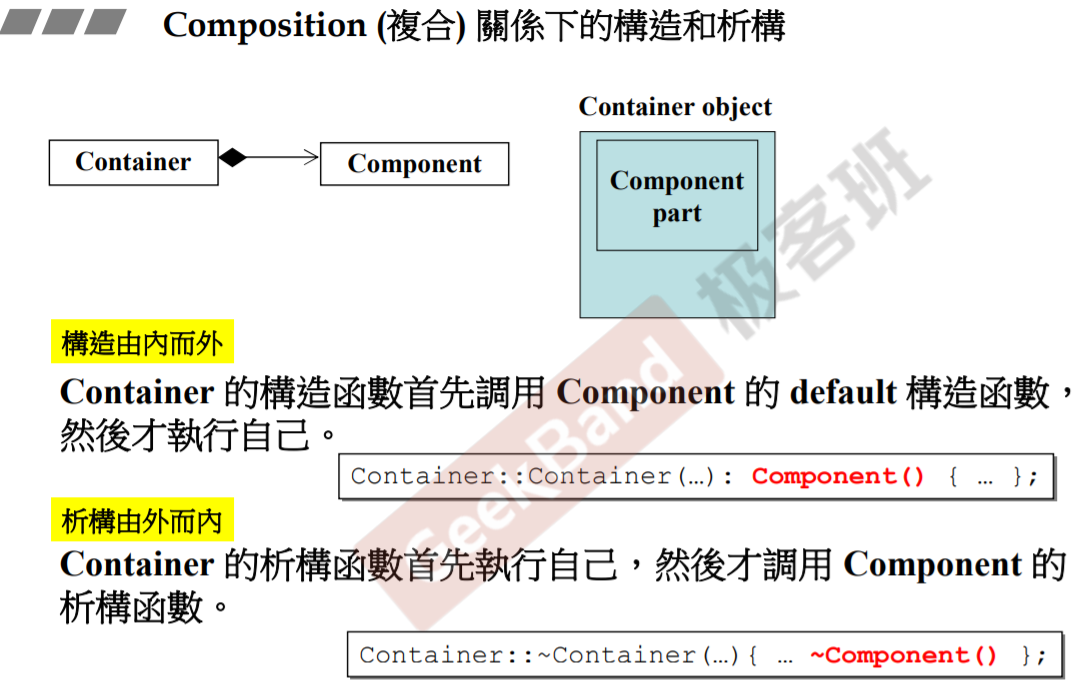 Composition (複合) 關係下的構造和析構
Container object
Container
Component
Component
part
構造由內而外
Container 的構造函數首先調用 Component 的 default 構造函數，
然後才執行自己。
Container::Container(…): Component() { … };
析構由外而內
Container 的析構函數首先執行自己，然後才調用 Component 的
析構函數。
Container::~Container(…){ … ~Component() };
SeekBand 极客班